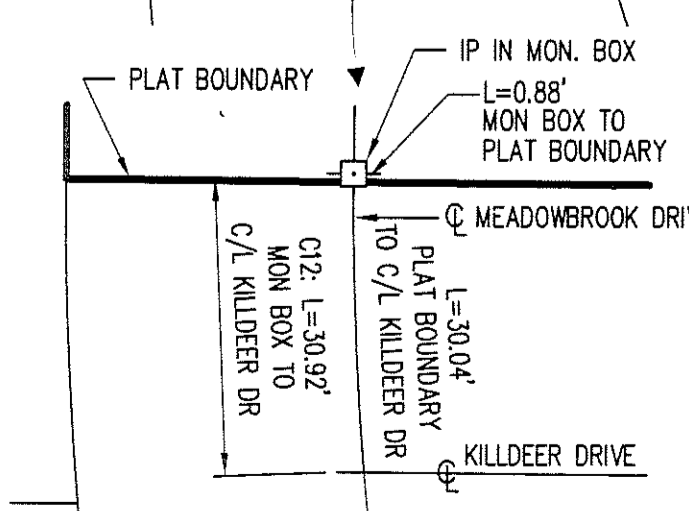 IP IN MON. BOX
PLAT BOUNDARY
L=0.88'
MON BOX TO
PLAT BOUNDARY
℄ MEADOWBROOK DRI
L=30.04'
PLAT BOUNDARY
TO C/L KILLDEER DR
C12: L=30.92'
MON BOX TO
C/L KILLDEER DR
℄ KILLDEER DRIVE